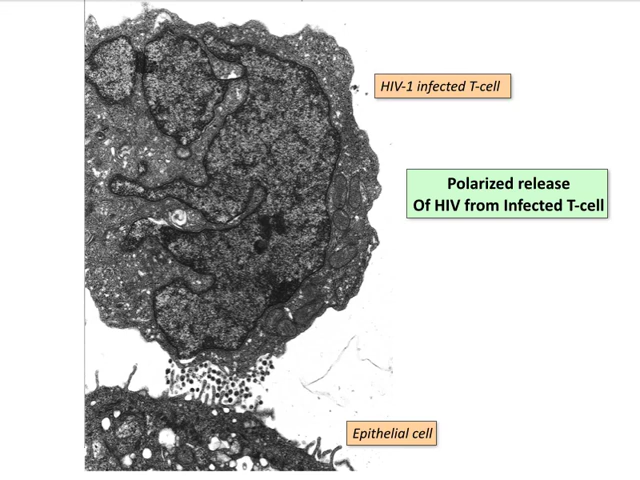 HIV-1 infected T-cell
Polarized release
Of HIV from Infected T-cell
Epithelial cell